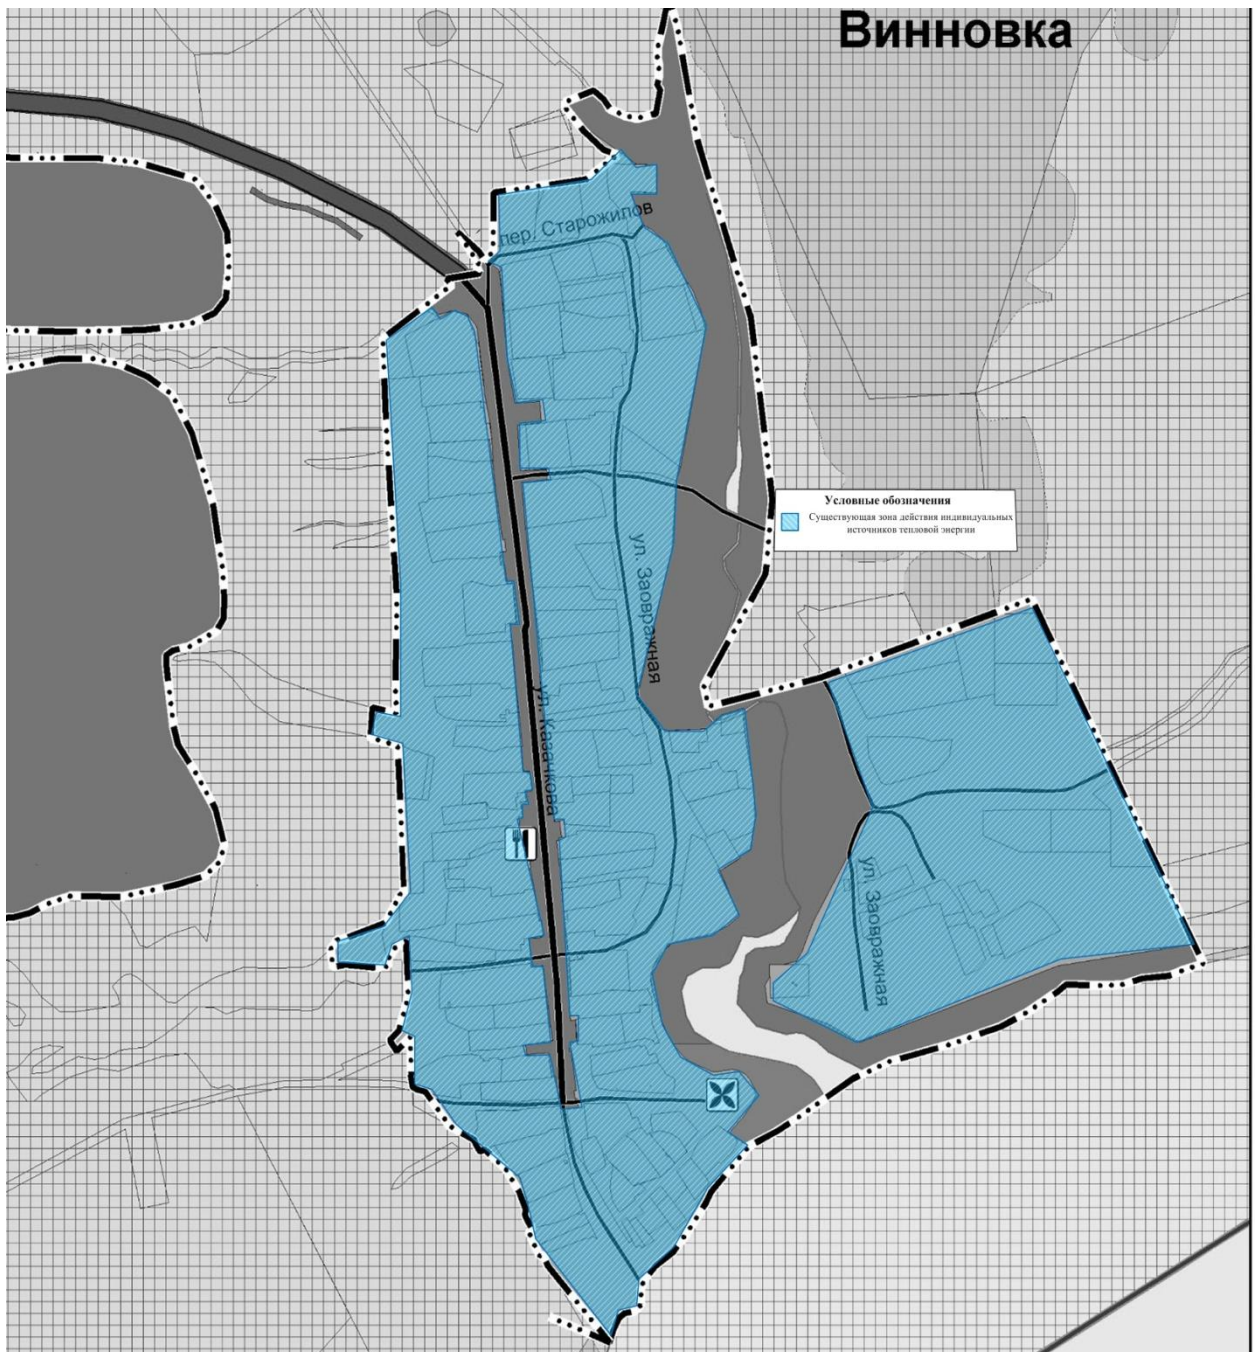 Винновка
пер. Старожилов
Условные обозначения
Существующая зона действия индивидуальных
источников тепловой энергии
ул. Заовражная
ул. Казачкова
ул. Заовражная